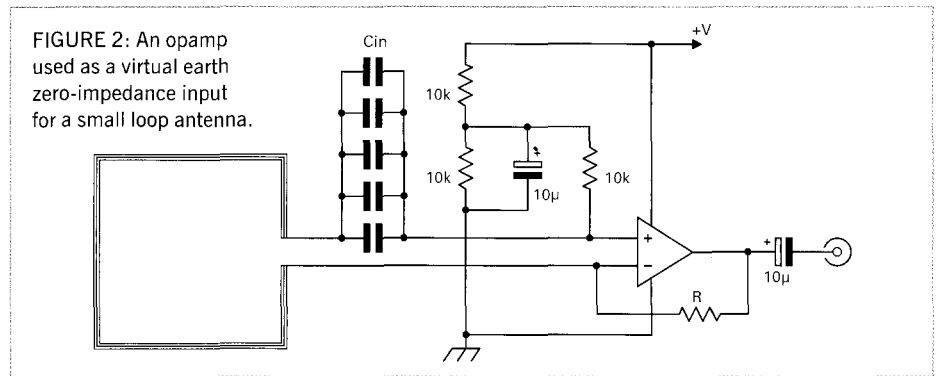 FIGURE 2: An opamp
used as a virtual earth
zero-impedance input
for a small loop antenna.
Cin
+V
10k
10k
+
10µ
10k
+
−
+
10µ
R